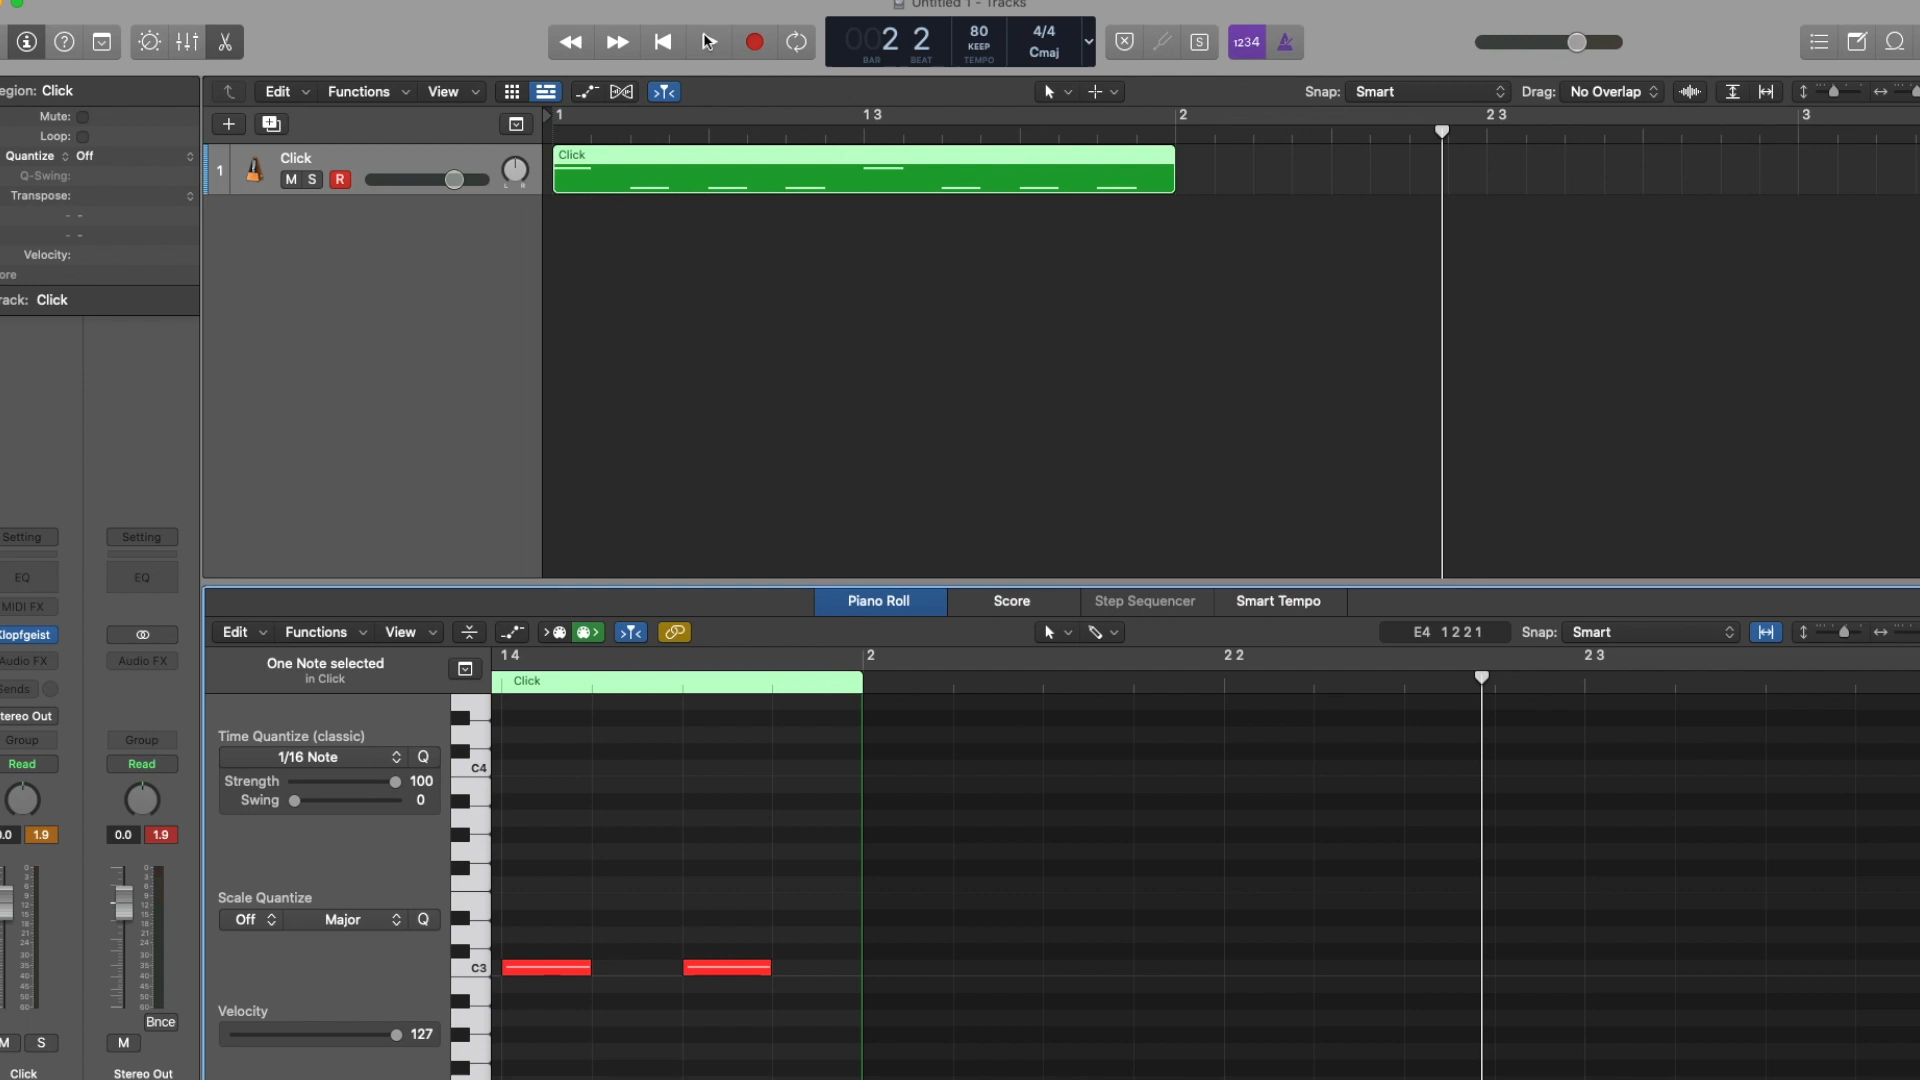 Untitled 1 - Tracks
002 2
BAR BEAT
80
KEEP
TEMPO
4/4
Cmaj
S
1234
egion: Click
Mute:
Loop:
Quantize Off
Q-Swing:
Transpose:
- -
- -
Velocity:
ore
rack: Click
Edit Functions View
Snap: Smart
Drag: No Overlap
1 1 3 2 2 3 3
1
Click
M S R
L R
Click
Setting Setting
EQ EQ
MIDI FX
Klopfgeist
Audio FX Audio FX
Sends
tereo Out
Group Group
Read Read
0.0 1.9 0.0 1.9
Bnce
M S M
Click Stereo Out
Piano Roll Score Step Sequencer Smart Tempo
Edit Functions View
E4 1 2 2 1 Snap: Smart
One Note selected
in Click
1 4 2 2 2 2 3
Click
Time Quantize (classic)
1/16 Note Q
Strength 100
Swing 0
Scale Quantize
Off Major Q
Velocity
127
C4
C3